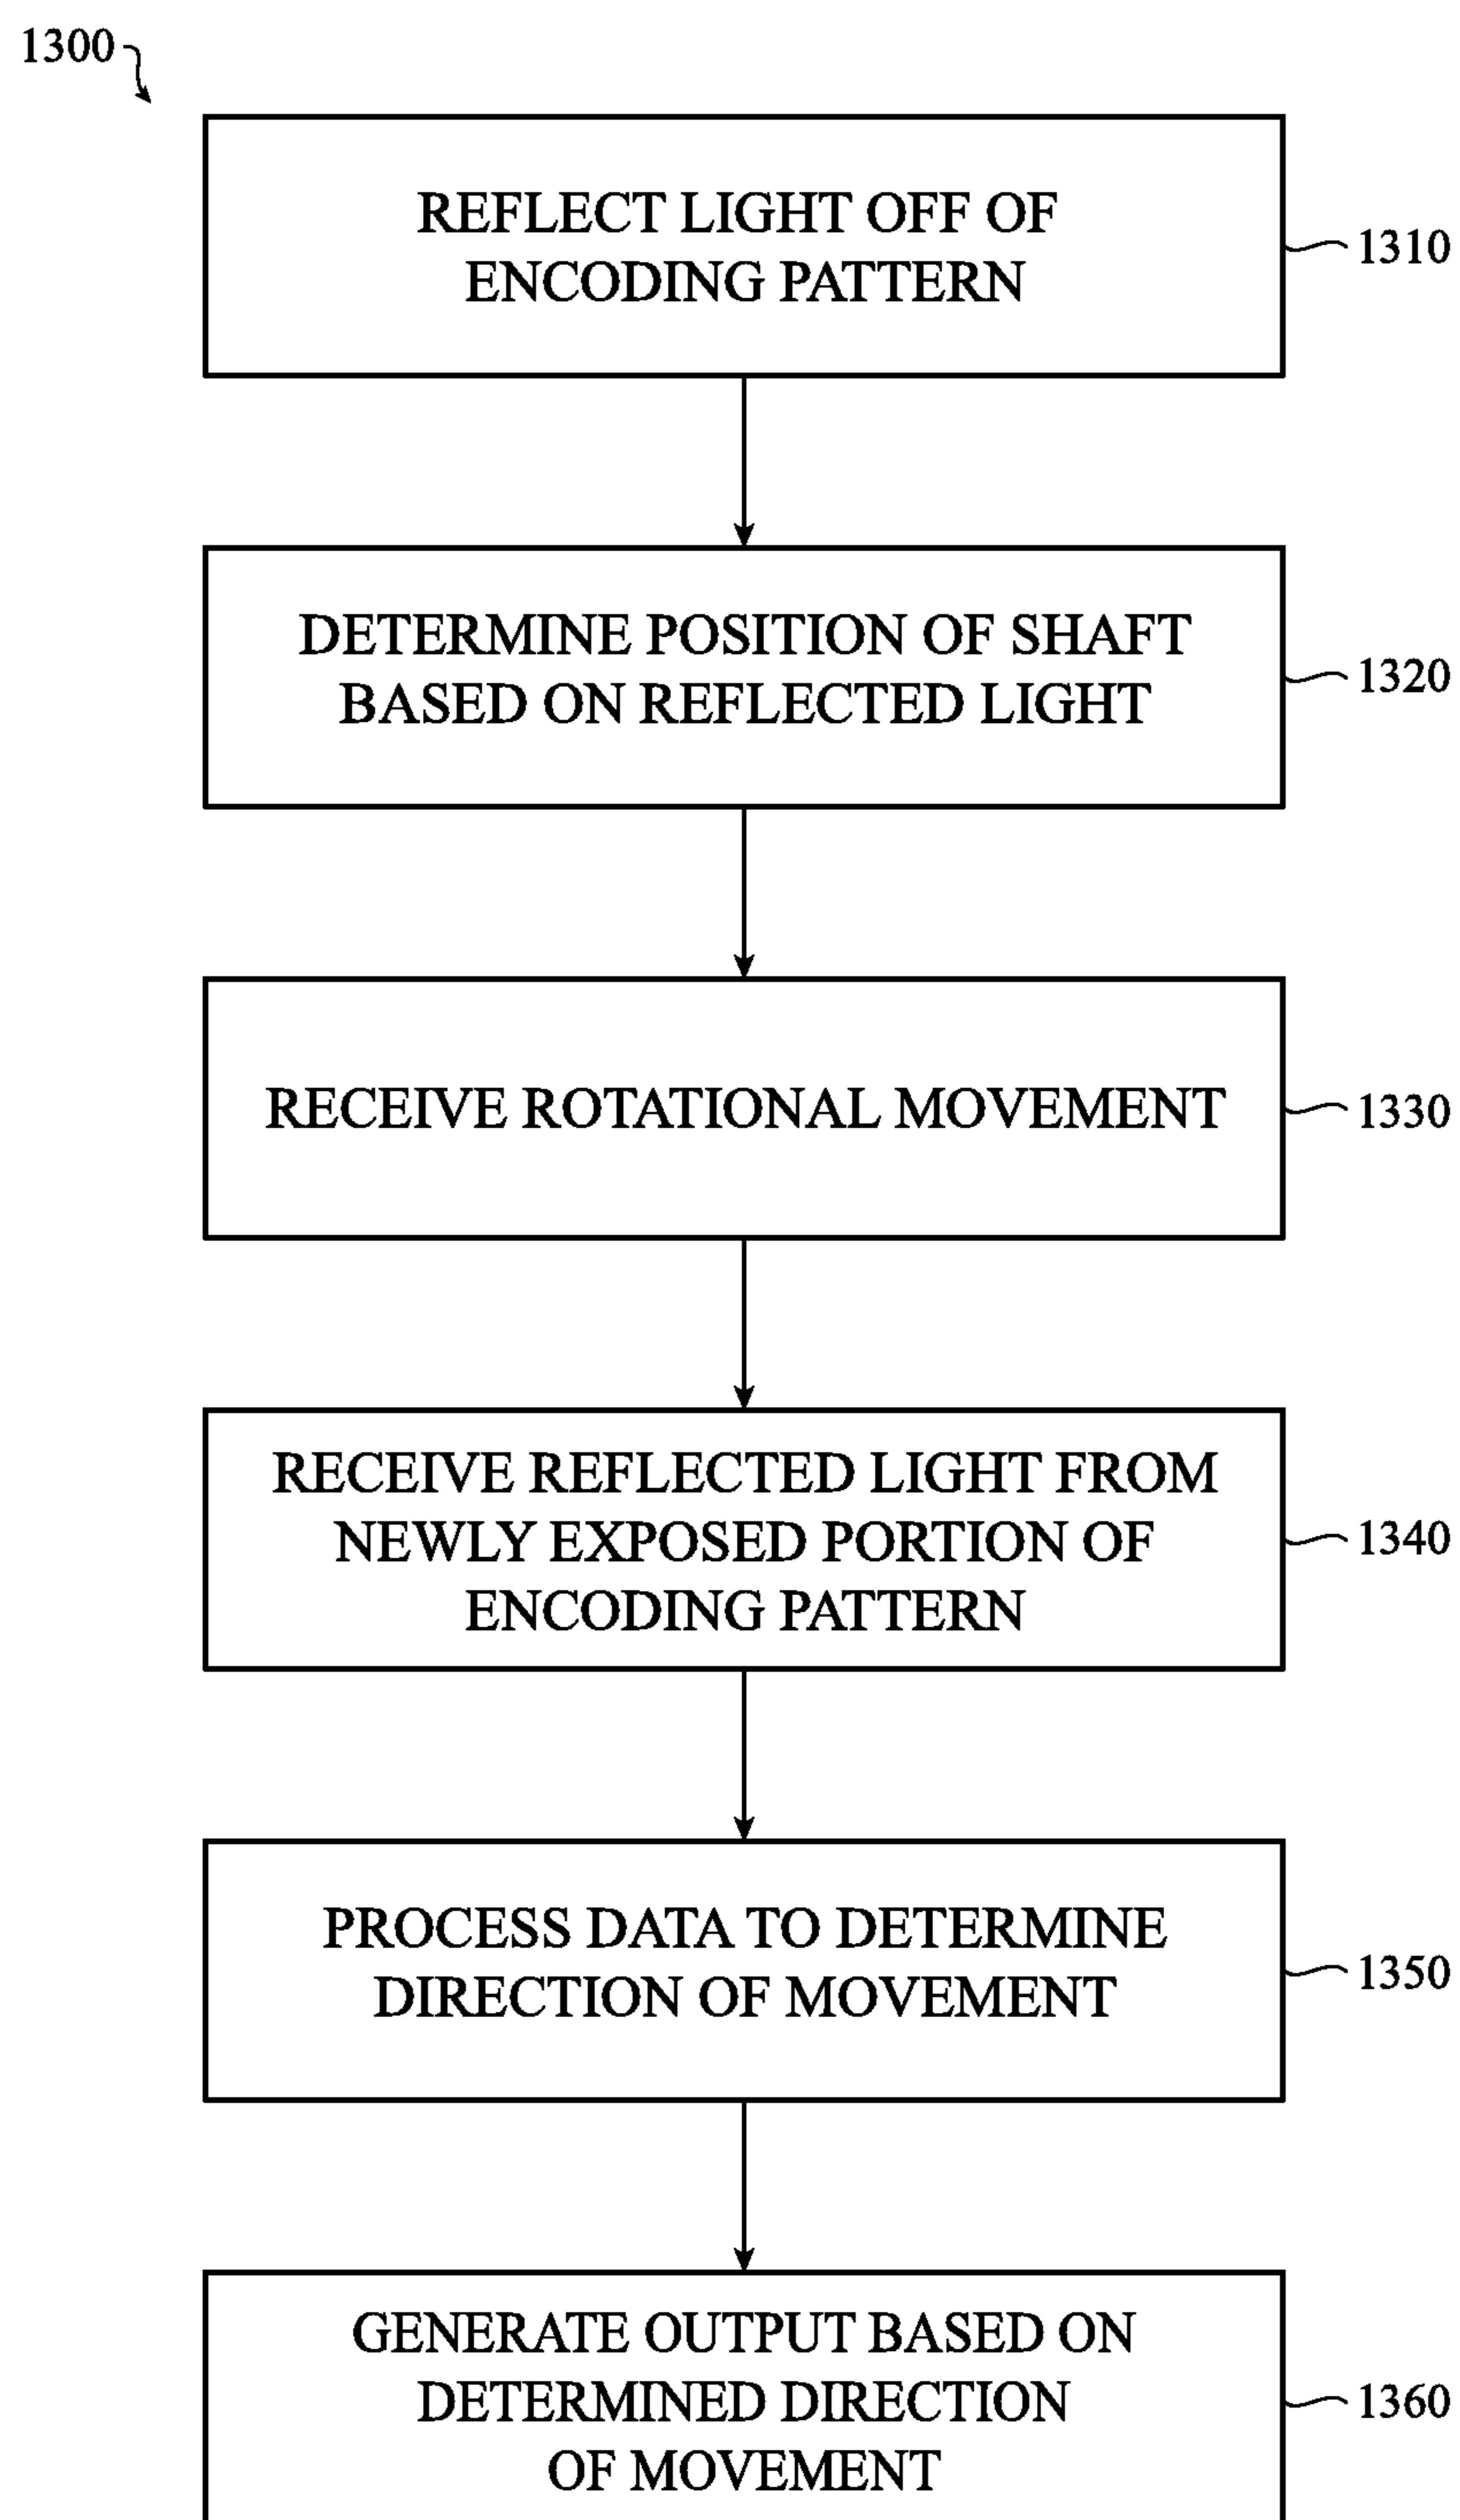 1300
REFLECT LIGHT OFF OF
ENCODING PATTERN
1310
DETERMINE POSITION OF SHAFT
BASED ON REFLECTED LIGHT
1320
RECEIVE ROTATIONAL MOVEMENT
1330
RECEIVE REFLECTED LIGHT FROM
NEWLY EXPOSED PORTION OF
ENCODING PATTERN
1340
PROCESS DATA TO DETERMINE
DIRECTION OF MOVEMENT
1350
GENERATE OUTPUT BASED ON
DETERMINED DIRECTION
OF MOVEMENT
1360